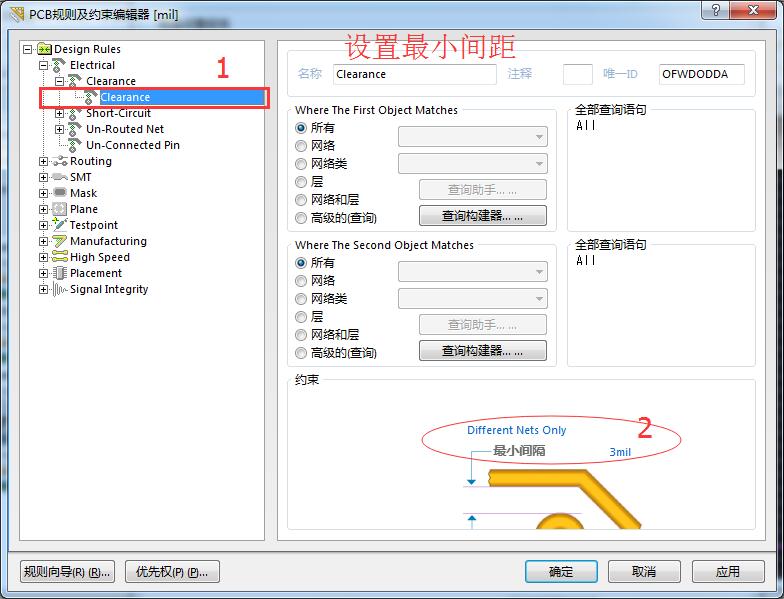 PCB规则及约束编辑器 [mil]
?
Design Rules
Electrical
Clearance
Clearance
Short-Circuit
Un-Routed Net
Un-Connected Pin
Routing
SMT
Mask
Plane
Testpoint
Manufacturing
High Speed
Placement
Signal Integrity
1
设置最小间距
名称 Clearance 注释 唯一ID OFWDODDA
Where The First Object Matches
所有
网络
网络类
层
网络和层
高级的(查询)
查询助手... ...
查询构建器... ...
全部查询语句
All
Where The Second Object Matches
所有
网络
网络类
层
网络和层
高级的(查询)
查询助手... ...
查询构建器... ...
全部查询语句
All
约束
Different Nets Only
2
最小间隔 3mil
规则向导(R) (R)... 优先权(P) (P)... 确定 取消 应用